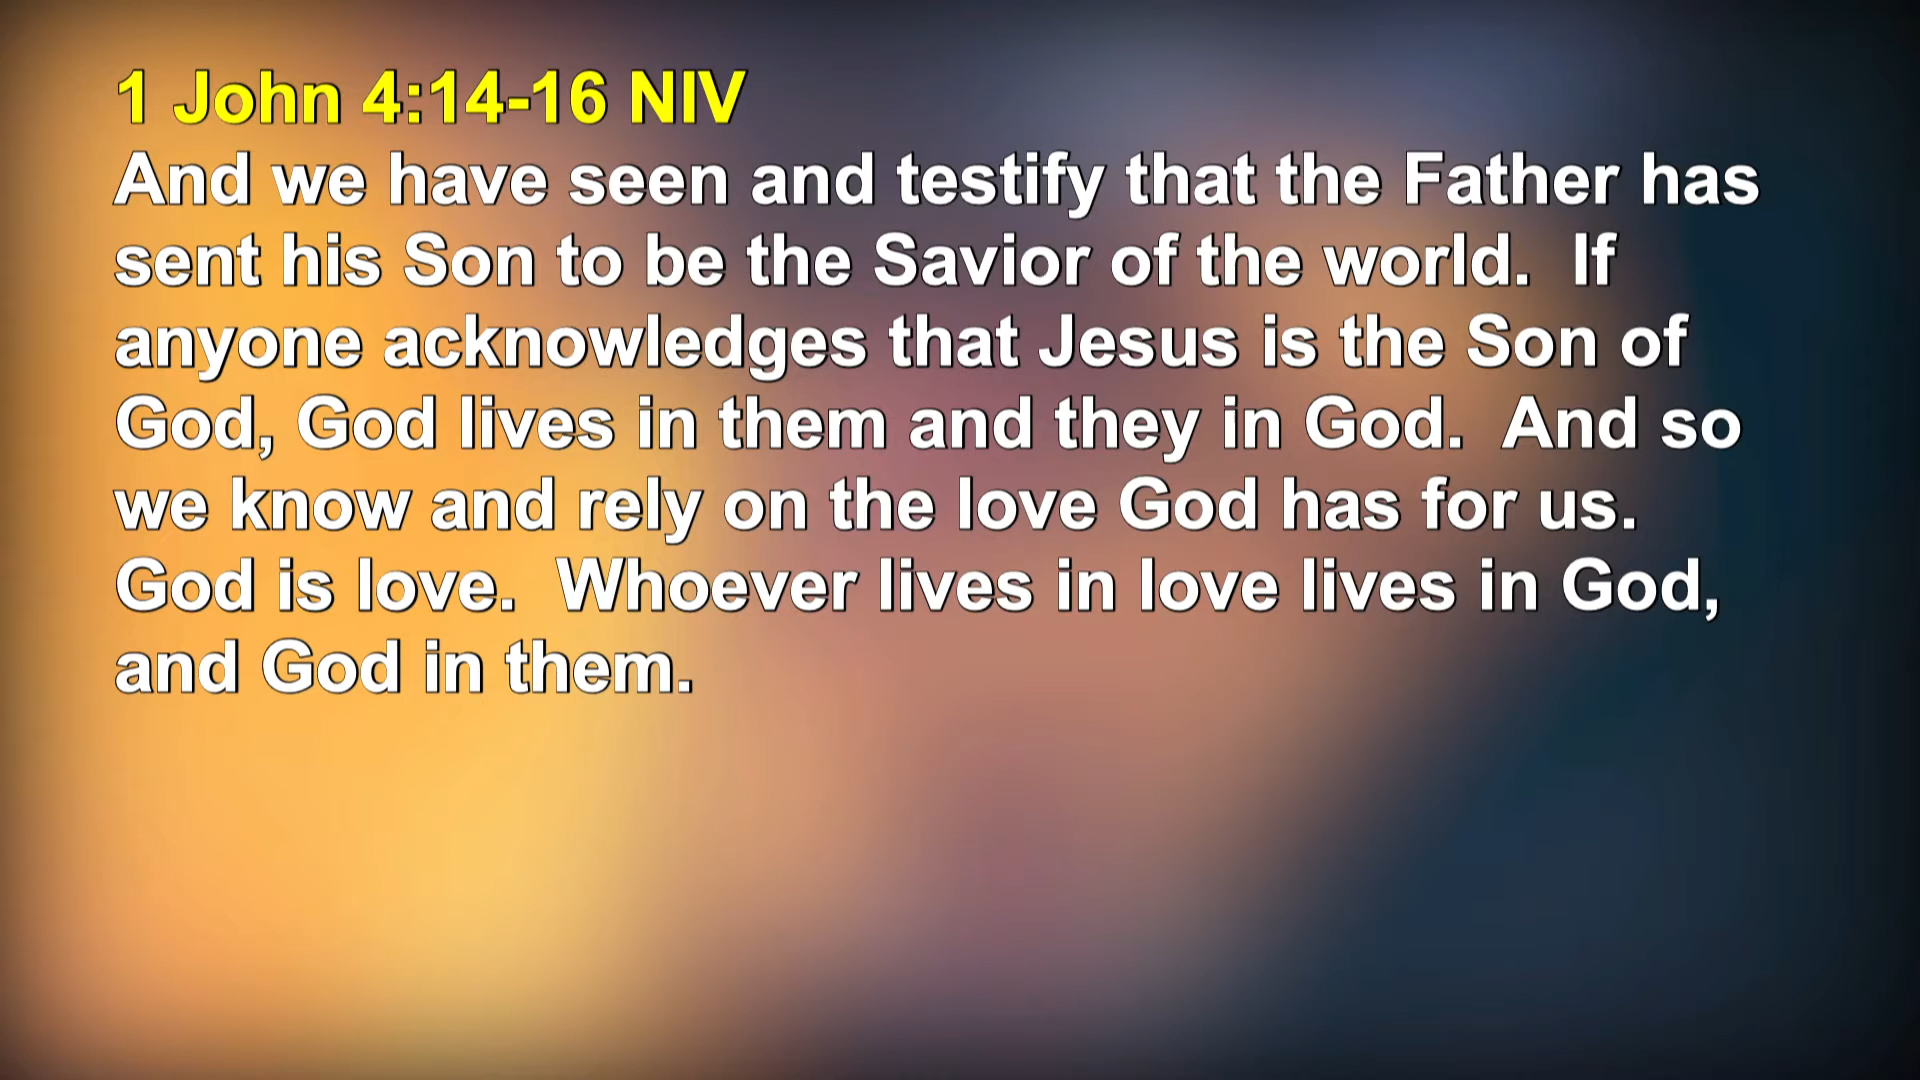 1 John 4:14-16 NIV
And we have seen and testify that the Father has
sent his Son to be the Savior of the world.  If
anyone acknowledges that Jesus is the Son of
God, God lives in them and they in God.  And so
we know and rely on the love God has for us.
God is love.  Whoever lives in love lives in God,
and God in them.